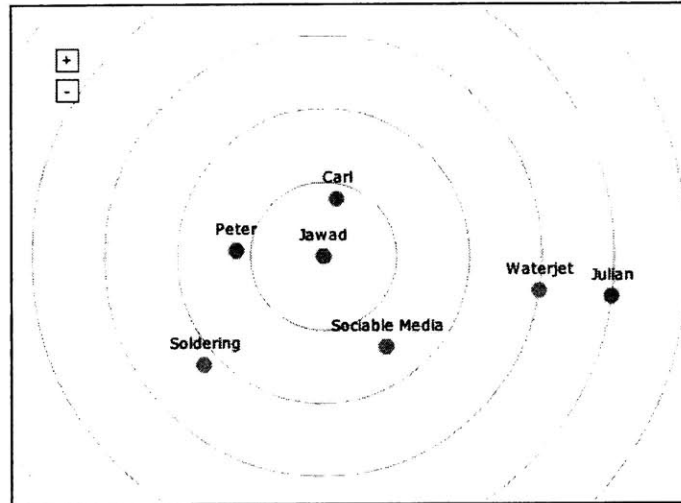 +
-
Carl
Peter
Jawad
Waterjet
Julian
Sociable Media
Soldering